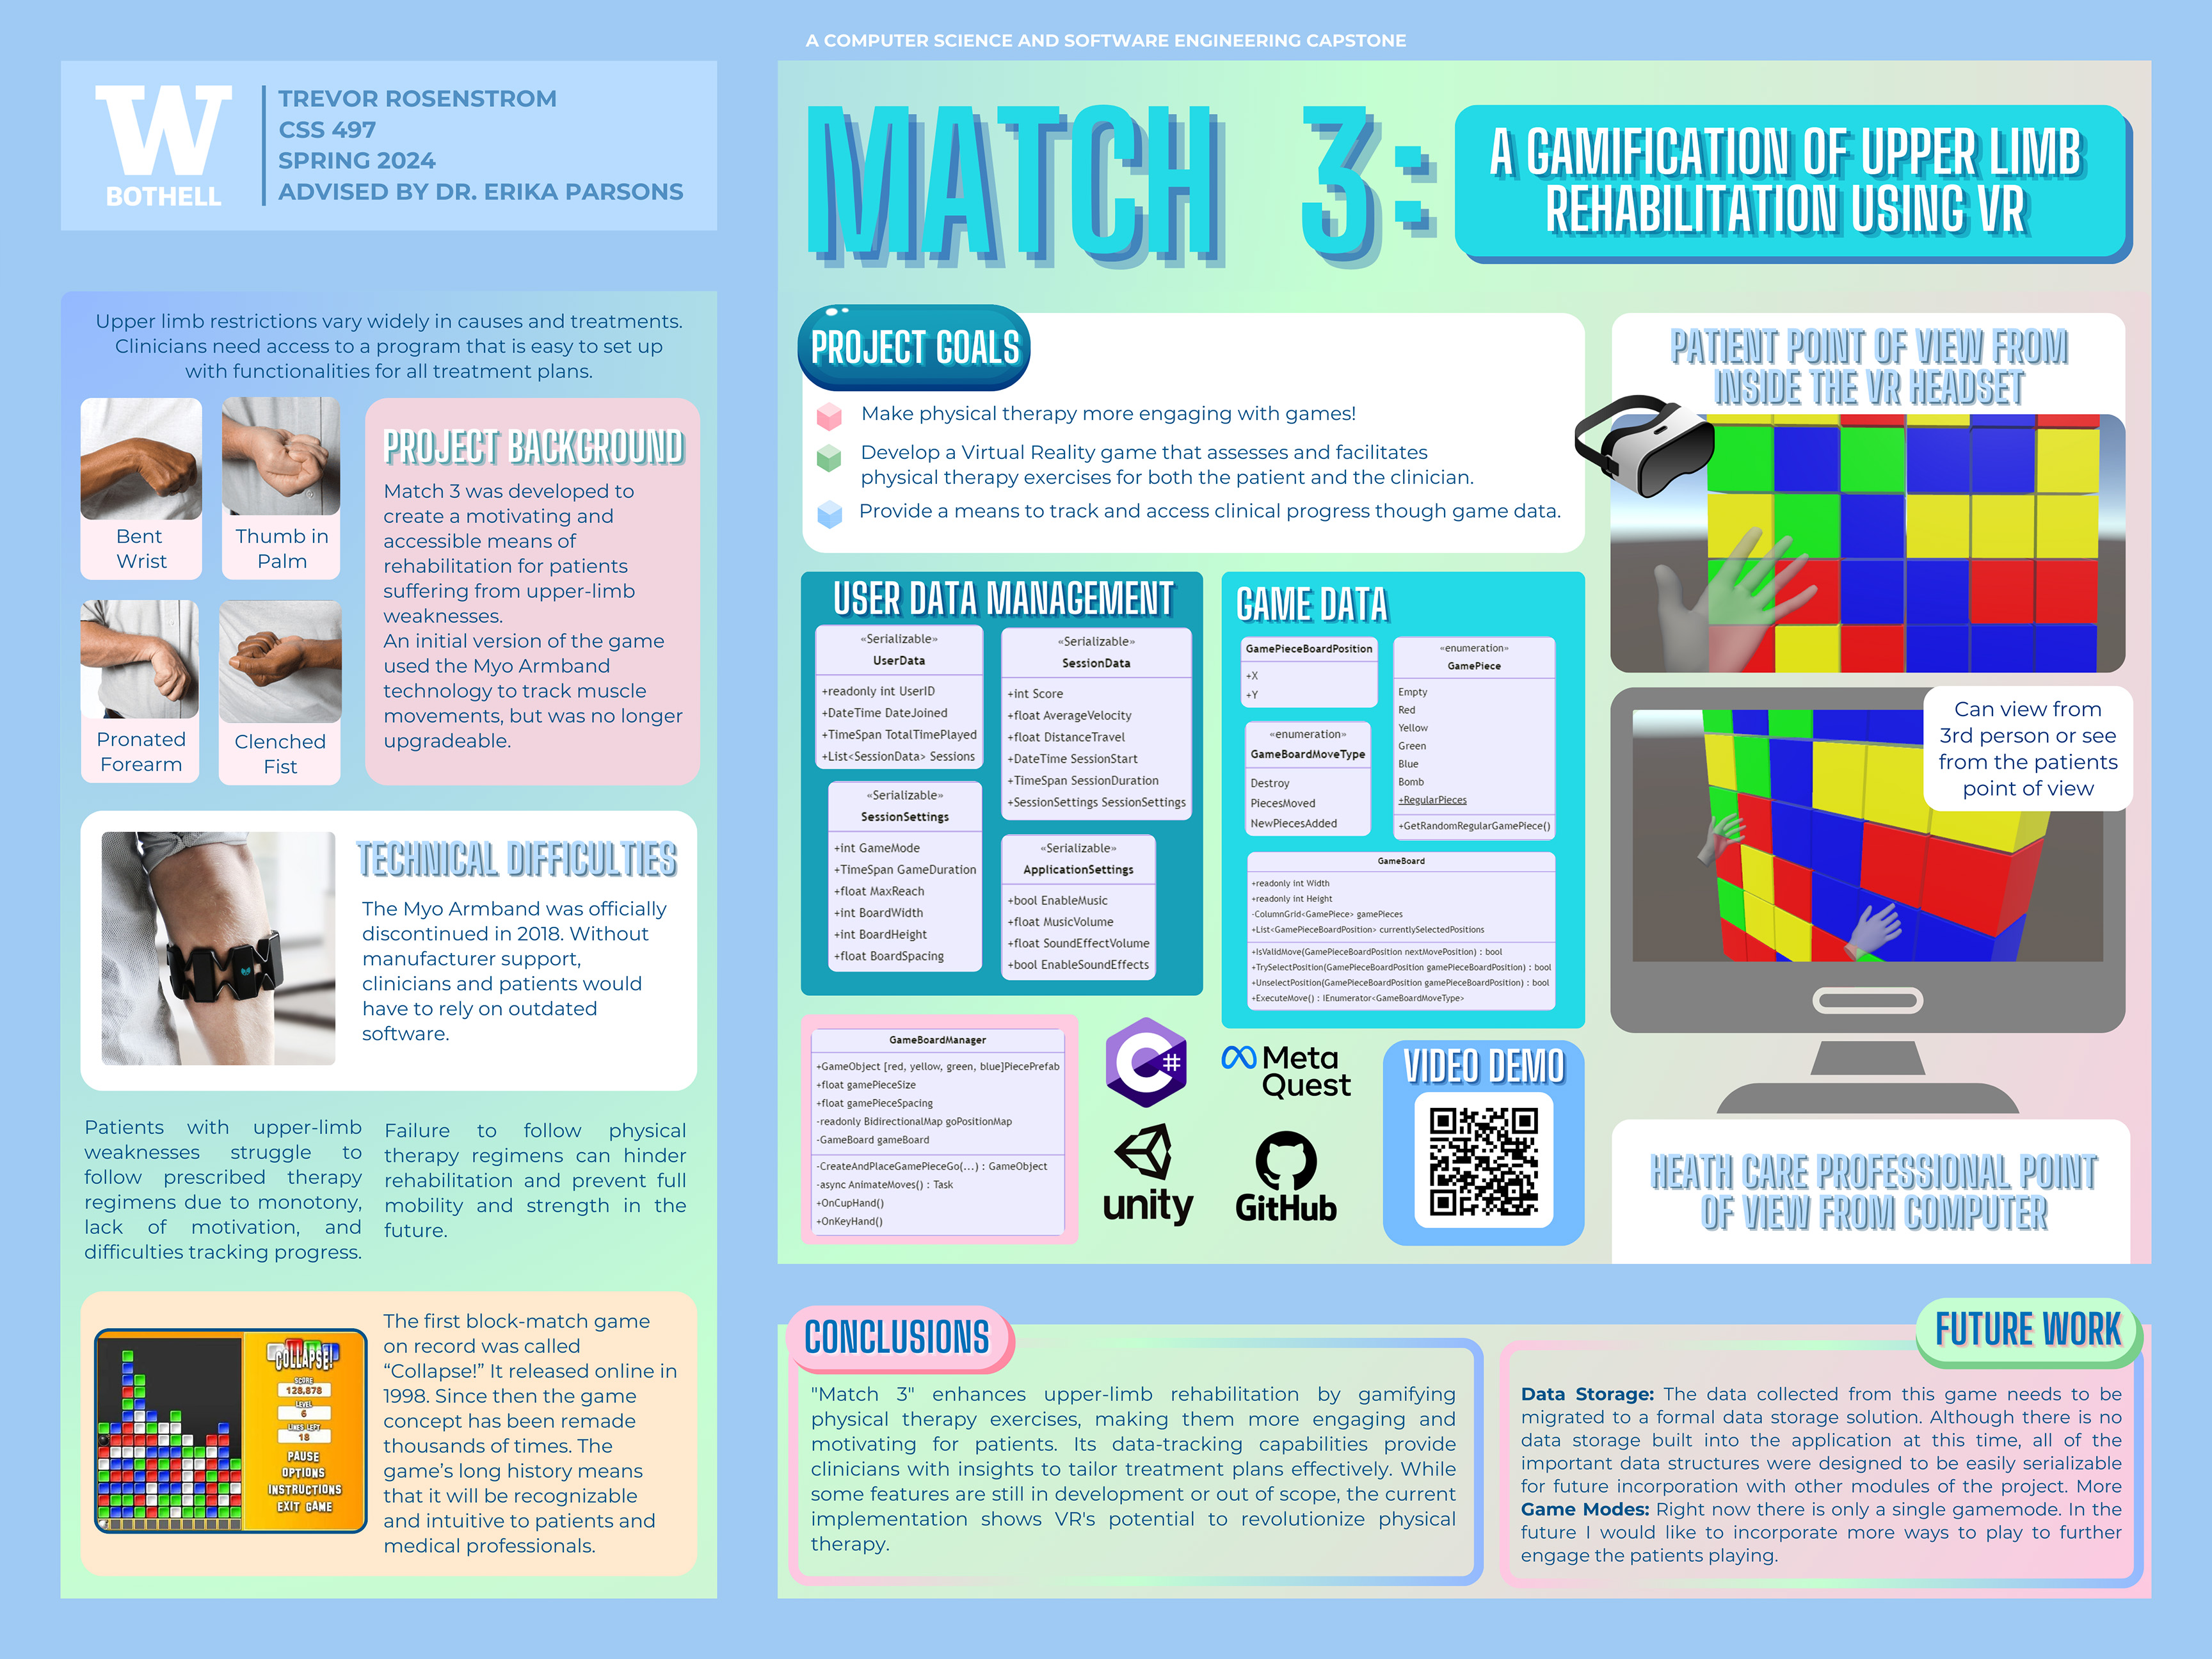 A COMPUTER SCIENCE AND SOFTWARE ENGINEERING CAPSTONE
W
BOTHELL
TREVOR ROSENSTROM
CSS 497
SPRING 2024
ADVISED BY DR. ERIKA PARSONS
MATCH 3:
A GAMIFICATION OF UPPER LIMB
REHABILITATION USING VR
Upper limb restrictions vary widely in causes and treatments.
Clinicians need access to a program that is easy to set up
with functionalities for all treatment plans.
Bent
Wrist
Thumb in
Palm
Pronated
Forearm
Clenched
Fist
PROJECT BACKGROUND
Match 3 was developed to
create a motivating and
accessible means of
rehabilitation for patients
suffering from upper-limb
weaknesses.
An initial version of the game
used the Myo Armband
technology to track muscle
movements, but was no longer
upgradeable.
TECHNICAL DIFFICULTIES
The Myo Armband was officially
discontinued in 2018. Without
manufacturer support,
clinicians and patients would
have to rely on outdated
software.
Patients with upper-limb
weaknesses struggle to
follow prescribed therapy
regimens due to monotony,
lack of motivation, and
difficulties tracking progress.
Failure to follow physical
therapy regimens can hinder
rehabilitation and prevent full
mobility and strength in the
future.
COLLAPSE!
SCORE
128,878
LEVEL
6
LINES LEFT
18
PAUSE
OPTIONS
INSTRUCTIONS
EXIT GAME
The first block-match game
on record was called
“Collapse!” It released online in
1998. Since then the game
concept has been remade
thousands of times. The
game’s long history means
that it will be recognizable
and intuitive to patients and
medical professionals.
PROJECT GOALS
Make physical therapy more engaging with games!
Develop a Virtual Reality game that assesses and facilitates
physical therapy exercises for both the patient and the clinician.
Provide a means to track and access clinical progress though game data.
USER DATA MANAGEMENT
«Serializable»
UserData
+readonly int UserID
+DateTime DateJoined
+TimeSpan TotalTimePlayed
+List<SessionData> Sessions
«Serializable»
SessionData
+int Score
+float AverageVelocity
+float DistanceTravel
+DateTime SessionStart
+TimeSpan SessionDuration
+SessionSettings SessionSettings
«Serializable»
SessionSettings
+int GameMode
+TimeSpan GameDuration
+float MaxReach
+int BoardWidth
+int BoardHeight
+float BoardSpacing
«Serializable»
ApplicationSettings
+bool EnableMusic
+float MusicVolume
+float SoundEffectVolume
+bool EnableSoundEffects
GAME DATA
GamePieceBoardPosition
+X
+Y
«enumeration»
GameBoardMoveType
Destroy
PiecesMoved
NewPiecesAdded
«enumeration»
GamePiece
Empty
Red
Yellow
Green
Blue
Bomb
+RegularPieces
+GetRandomRegularGamePiece()
GameBoard
+readonly int Width
+readonly int Height
-ColumnGrid<GamePiece> gamePieces
+List<GamePieceBoardPosition> currentlySelectedPositions
+IsValidMove(GamePieceBoardPosition nextMovePosition) : bool
+TrySelectPosition(GamePieceBoardPosition gamePieceBoardPosition) : bool
+UnselectPosition(GamePieceBoardPosition gamePieceBoardPosition) : bool
+ExecuteMove() : IEnumerator<GameBoardMoveType>
GameBoardManager
+GameObject [red, yellow, green, blue]PiecePrefab
+float gamePieceSize
+float gamePieceSpacing
-readonly BidirectionalMap goPositionMap
-GameBoard gameBoard
-CreateAndPlaceGamePieceGo(...) : GameObject
-async AnimateMoves() : Task
+OnCupHand()
+OnKeyHand()
C#
Meta
Quest
unity
GitHub
VIDEO DEMO
PATIENT POINT OF VIEW FROM
INSIDE THE VR HEADSET
Can view from
3rd person or see
from the patients
point of view
HEATH CARE PROFESSIONAL POINT
OF VIEW FROM COMPUTER
CONCLUSIONS
"Match 3" enhances upper-limb rehabilitation by gamifying
physical therapy exercises, making them more engaging and
motivating for patients. Its data-tracking capabilities provide
clinicians with insights to tailor treatment plans effectively. While
some features are still in development or out of scope, the current
implementation shows VR's potential to revolutionize physical
therapy.
FUTURE WORK
Data Storage: The data collected from this game needs to be
migrated to a formal data storage solution. Although there is no
data storage built into the application at this time, all of the
important data structures were designed to be easily serializable
for future incorporation with other modules of the project. More
Game Modes: Right now there is only a single gamemode. In the
future I would like to incorporate more ways to play to further
engage the patients playing.